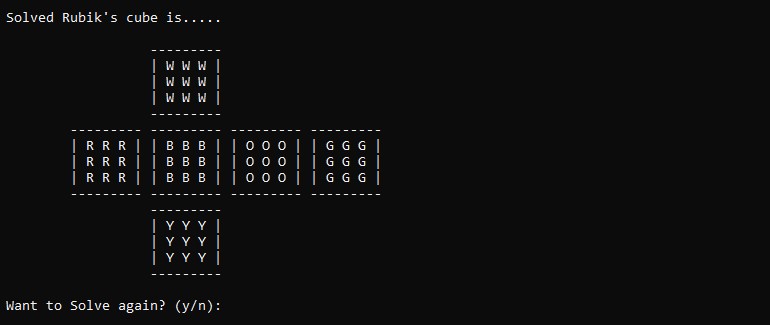 Solved Rubik's cube is.....
          ---------
          | W W W |
          | W W W |
          | W W W |
          ---------
--------- --------- --------- ---------
| R R R | | B B B | | O O O | | G G G |
| R R R | | B B B | | O O O | | G G G |
| R R R | | B B B | | O O O | | G G G |
--------- --------- --------- ---------
          ---------
          | Y Y Y |
          | Y Y Y |
          | Y Y Y |
          ---------
Want to Solve again? (y/n):